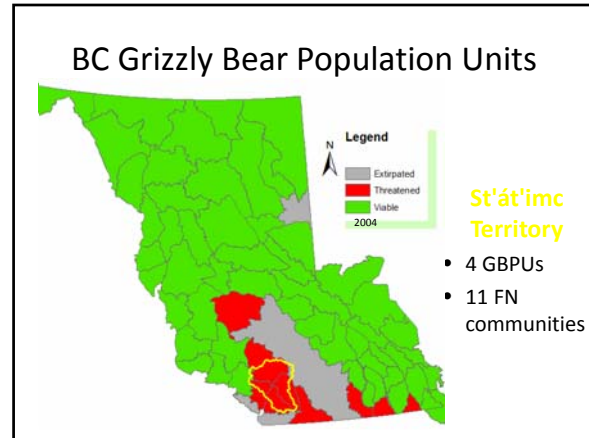 BC Grizzly Bear Population Units
Legend
N
Extirpated
Threatened
Viable
2004
St'át'imc
Territory
• 4 GBPUs
• 11 FN
communities